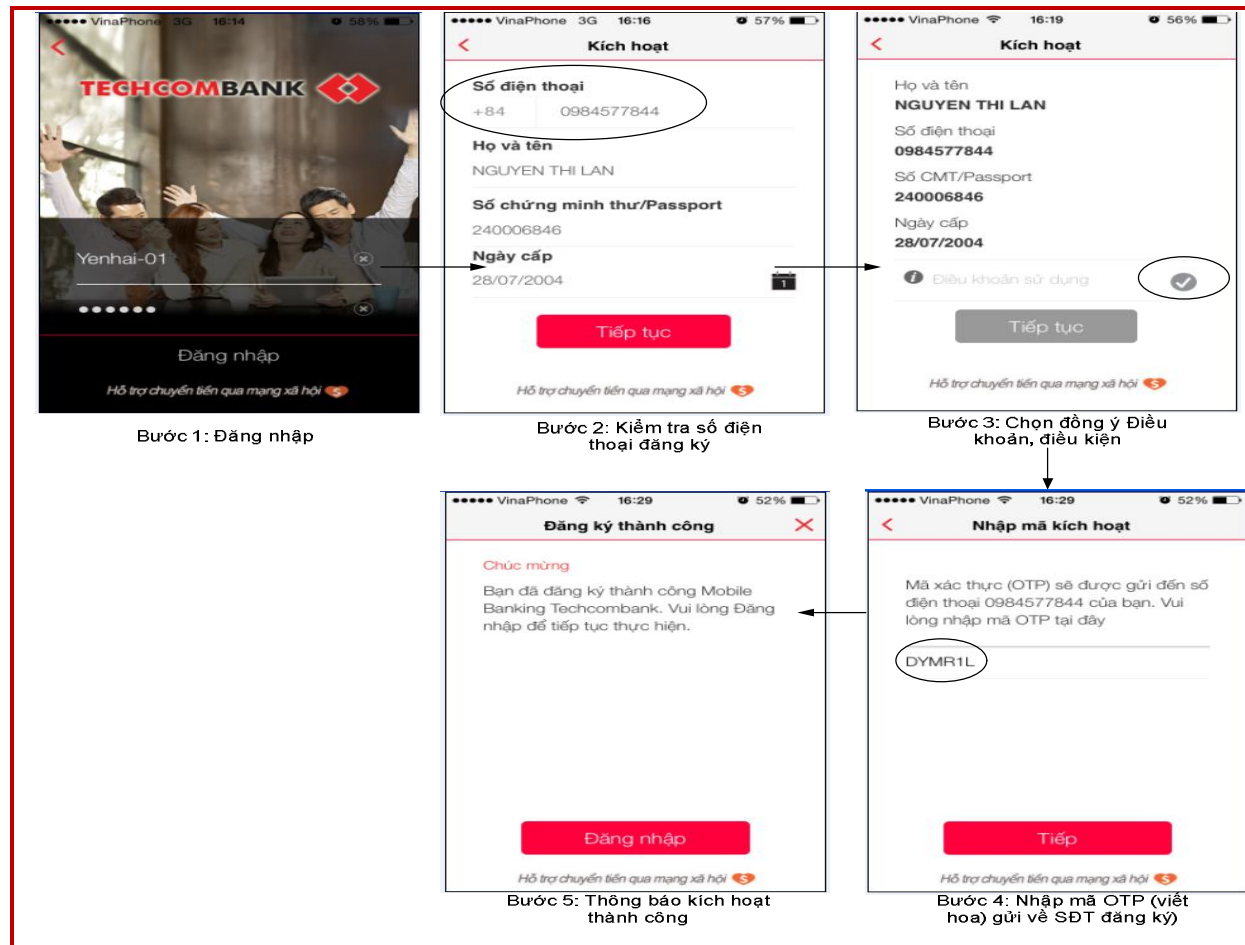 VinaPhone 3G 16:14 58%
TECHCOMBANK
Yenhai-01
Đăng nhập
Hỗ trợ chuyển tiền qua mạng xã hội
Bước 1: Đăng nhập
VinaPhone 3G 16:16 57%
Kích hoạt
Số điện thoại
+84 0984577844
Họ và tên
NGUYEN THI LAN
Số chứng minh thư/Passport
240006846
Ngày cấp
28/07/2004
1
Tiếp tục
Hỗ trợ chuyển tiền qua mạng xã hội
Bước 2: Kiểm tra số điện
thoại đăng ký
VinaPhone 16:19 56%
Kích hoạt
Họ và tên
NGUYEN THI LAN
Số điện thoại
0984577844
Số CMT/Passport
240006846
Ngày cấp
28/07/2004
Điều khoản sử dụng
Tiếp tục
Hỗ trợ chuyển tiền qua mạng xã hội
Bước 3: Chọn đồng ý Điều
khoản, điều kiện
VinaPhone 16:29 52%
Nhập mã kích hoạt
Mã xác thực (OTP) sẽ được gửi đến số
điện thoại 0984577844 của bạn. Vui
lòng nhập mã OTP tại đây
DYMR1L
Tiếp
Hỗ trợ chuyển tiền qua mạng xã hội
Bước 4: Nhập mã OTP (viết
hoa) gửi về SĐT đăng ký)
VinaPhone 16:29 52%
Đăng ký thành công
Chúc mừng
Bạn đã đăng ký thành công Mobile
Banking Techcombank. Vui lòng Đăng
nhập để tiếp tục thực hiện.
Đăng nhập
Hỗ trợ chuyển tiền qua mạng xã hội
Bước 5: Thông báo kích hoạt
thành công